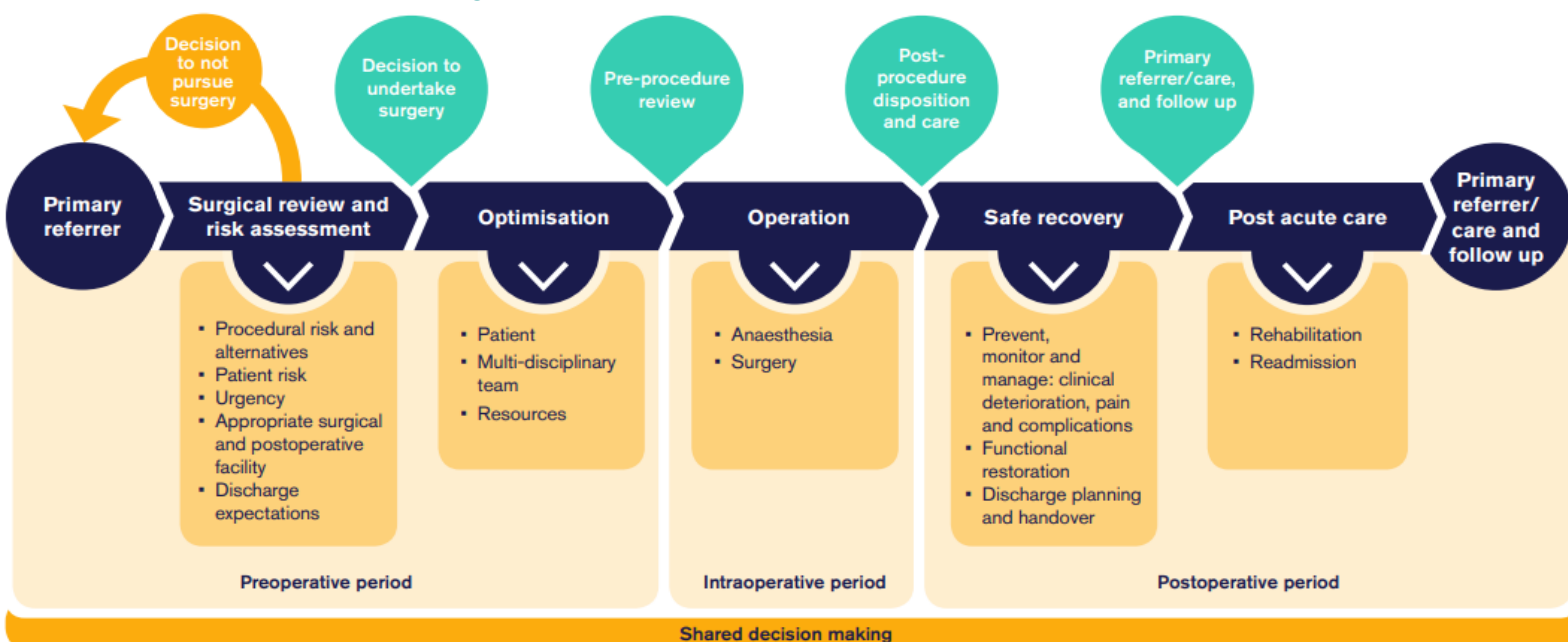 Decision
to not
pursue
surgery
Decision to
undertake
surgery
Pre-procedure
review
Post-
procedure
disposition
and care
Primary
referrer/care,
and follow up
Primary
referrer
Surgical review and
risk assessment
Optimisation
Operation
Safe recovery
Post acute care
Primary
referrer/
care and
follow up
▪ Procedural risk and
alternatives
▪ Patient risk
▪ Urgency
▪ Appropriate surgical
and postoperative
facility
▪ Discharge
expectations
▪ Patient
▪ Multi-disciplinary
team
▪ Resources
▪ Anaesthesia
▪ Surgery
▪ Prevent,
monitor and
manage: clinical
deterioration, pain
and complications
▪ Functional
restoration
▪ Discharge planning
and handover
▪ Rehabilitation
▪ Readmission
Preoperative period
Intraoperative period
Postoperative period
Shared decision making